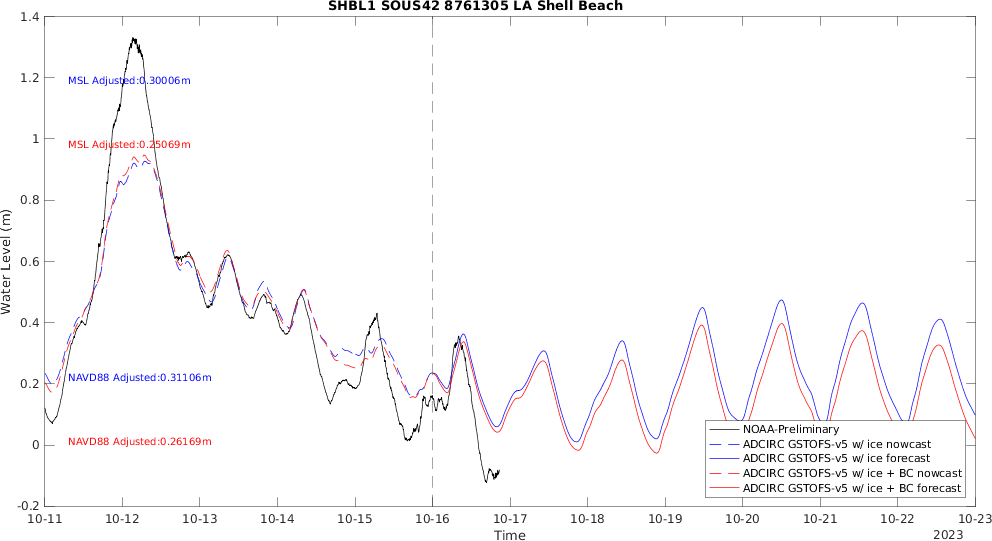 SHBL1 SOUS42 8761305 LA Shell Beach
1.4
1.2
1
0.8
0.6
0.4
0.2
0
-0.2
Water Level (m)
MSL Adjusted:0.30006m
MSL Adjusted:0.25069m
NAVD88 Adjusted:0.31106m
NAVD88 Adjusted:0.26169m
NOAA-Preliminary
ADCIRC GSTOFS-v5 w/ ice nowcast
ADCIRC GSTOFS-v5 w/ ice forecast
ADCIRC GSTOFS-v5 w/ ice + BC nowcast
ADCIRC GSTOFS-v5 w/ ice + BC forecast
10-11 10-12 10-13 10-14 10-15 10-16 10-17 10-18 10-19 10-20 10-21 10-22 10-23
Time
2023